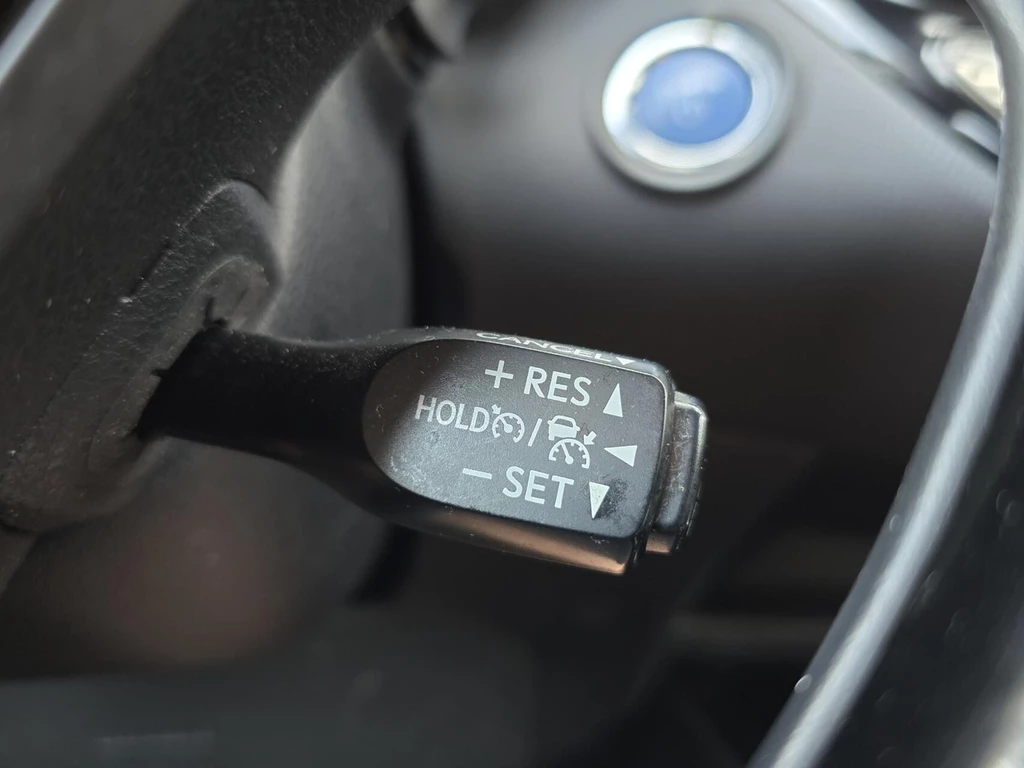 CANCEL
+ RES
HOLD /
− SET